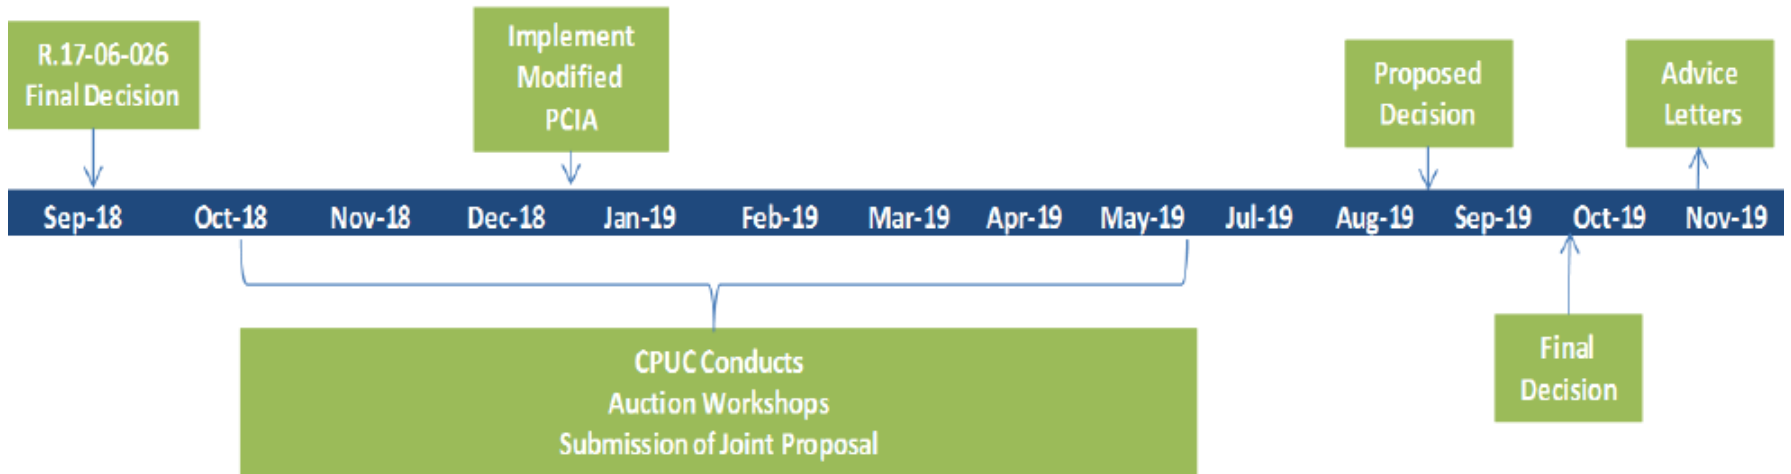 R.17-06-026
Final Decision
Implement
Modified
PCIA
Proposed
Decision
Advice
Letters
Sep-18 Oct-18 Nov-18 Dec-18 Jan-19 Feb-19 Mar-19 Apr-19 May-19 Jul-19 Aug-19 Sep-19 Oct-19 Nov-19
CPUC Conducts
Auction Workshops
Submission of Joint Proposal
Final
Decision